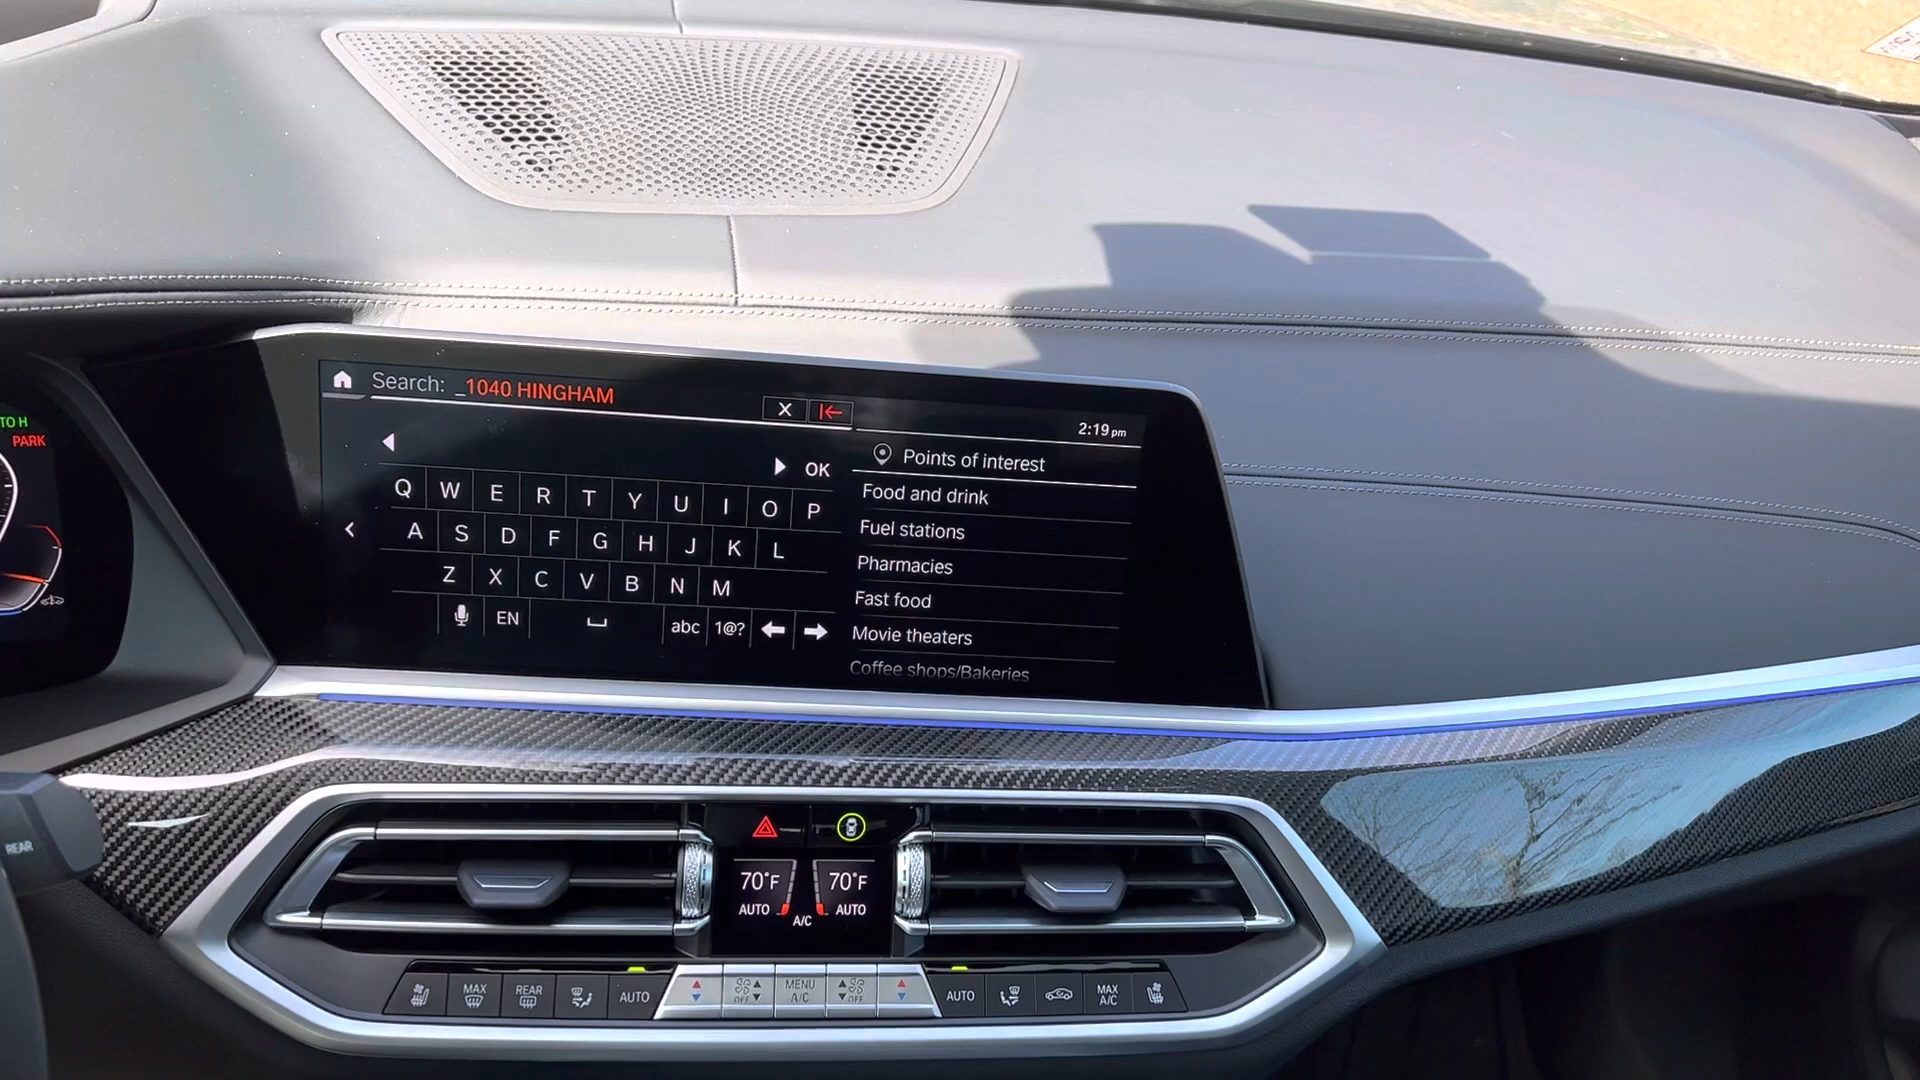 Search: _1040 HINGHAM
X
2:19 pm
TO H
PARK
OK
Points of interest
Q W E R T Y U I O P
Food and drink
A S D F G H J K L
Fuel stations
Z X C V B N M
Pharmacies
EN abc 1@?
Fast food
Movie theaters
Coffee shops/Bakeries
REAR
70°F 70°F
AUTO A/C AUTO
MAX
REAR
AUTO
OFF
MENU A/C
OFF
AUTO
MAX A/C